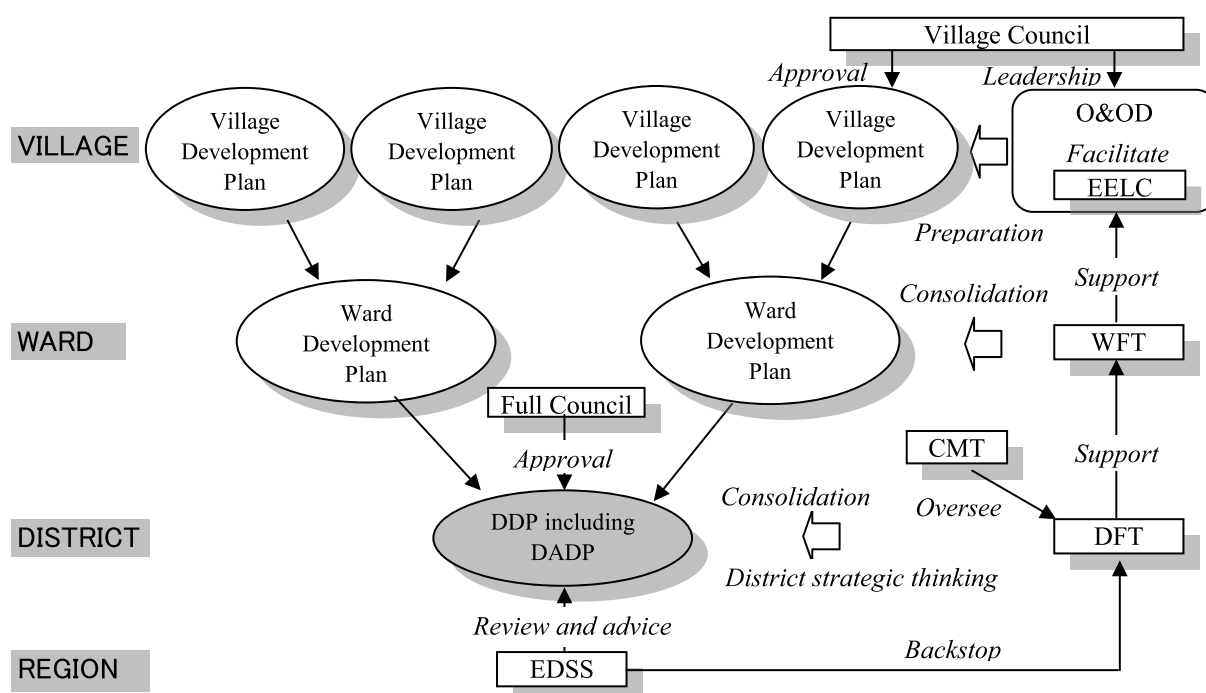 Village Council
Approval
Leadership
VILLAGE
Village
Development
Plan
Village
Development
Plan
Village
Development
Plan
Village
Development
Plan
O&OD
Facilitate
EELC
Preparation
Support
Consolidation
WARD
Ward
Development
Plan
Ward
Development
Plan
WFT
Full Council
Approval
CMT
Support
Oversee
Consolidation
DISTRICT
DDP including
DADP
DFT
District strategic thinking
Review and advice
Backstop
REGION
EDSS